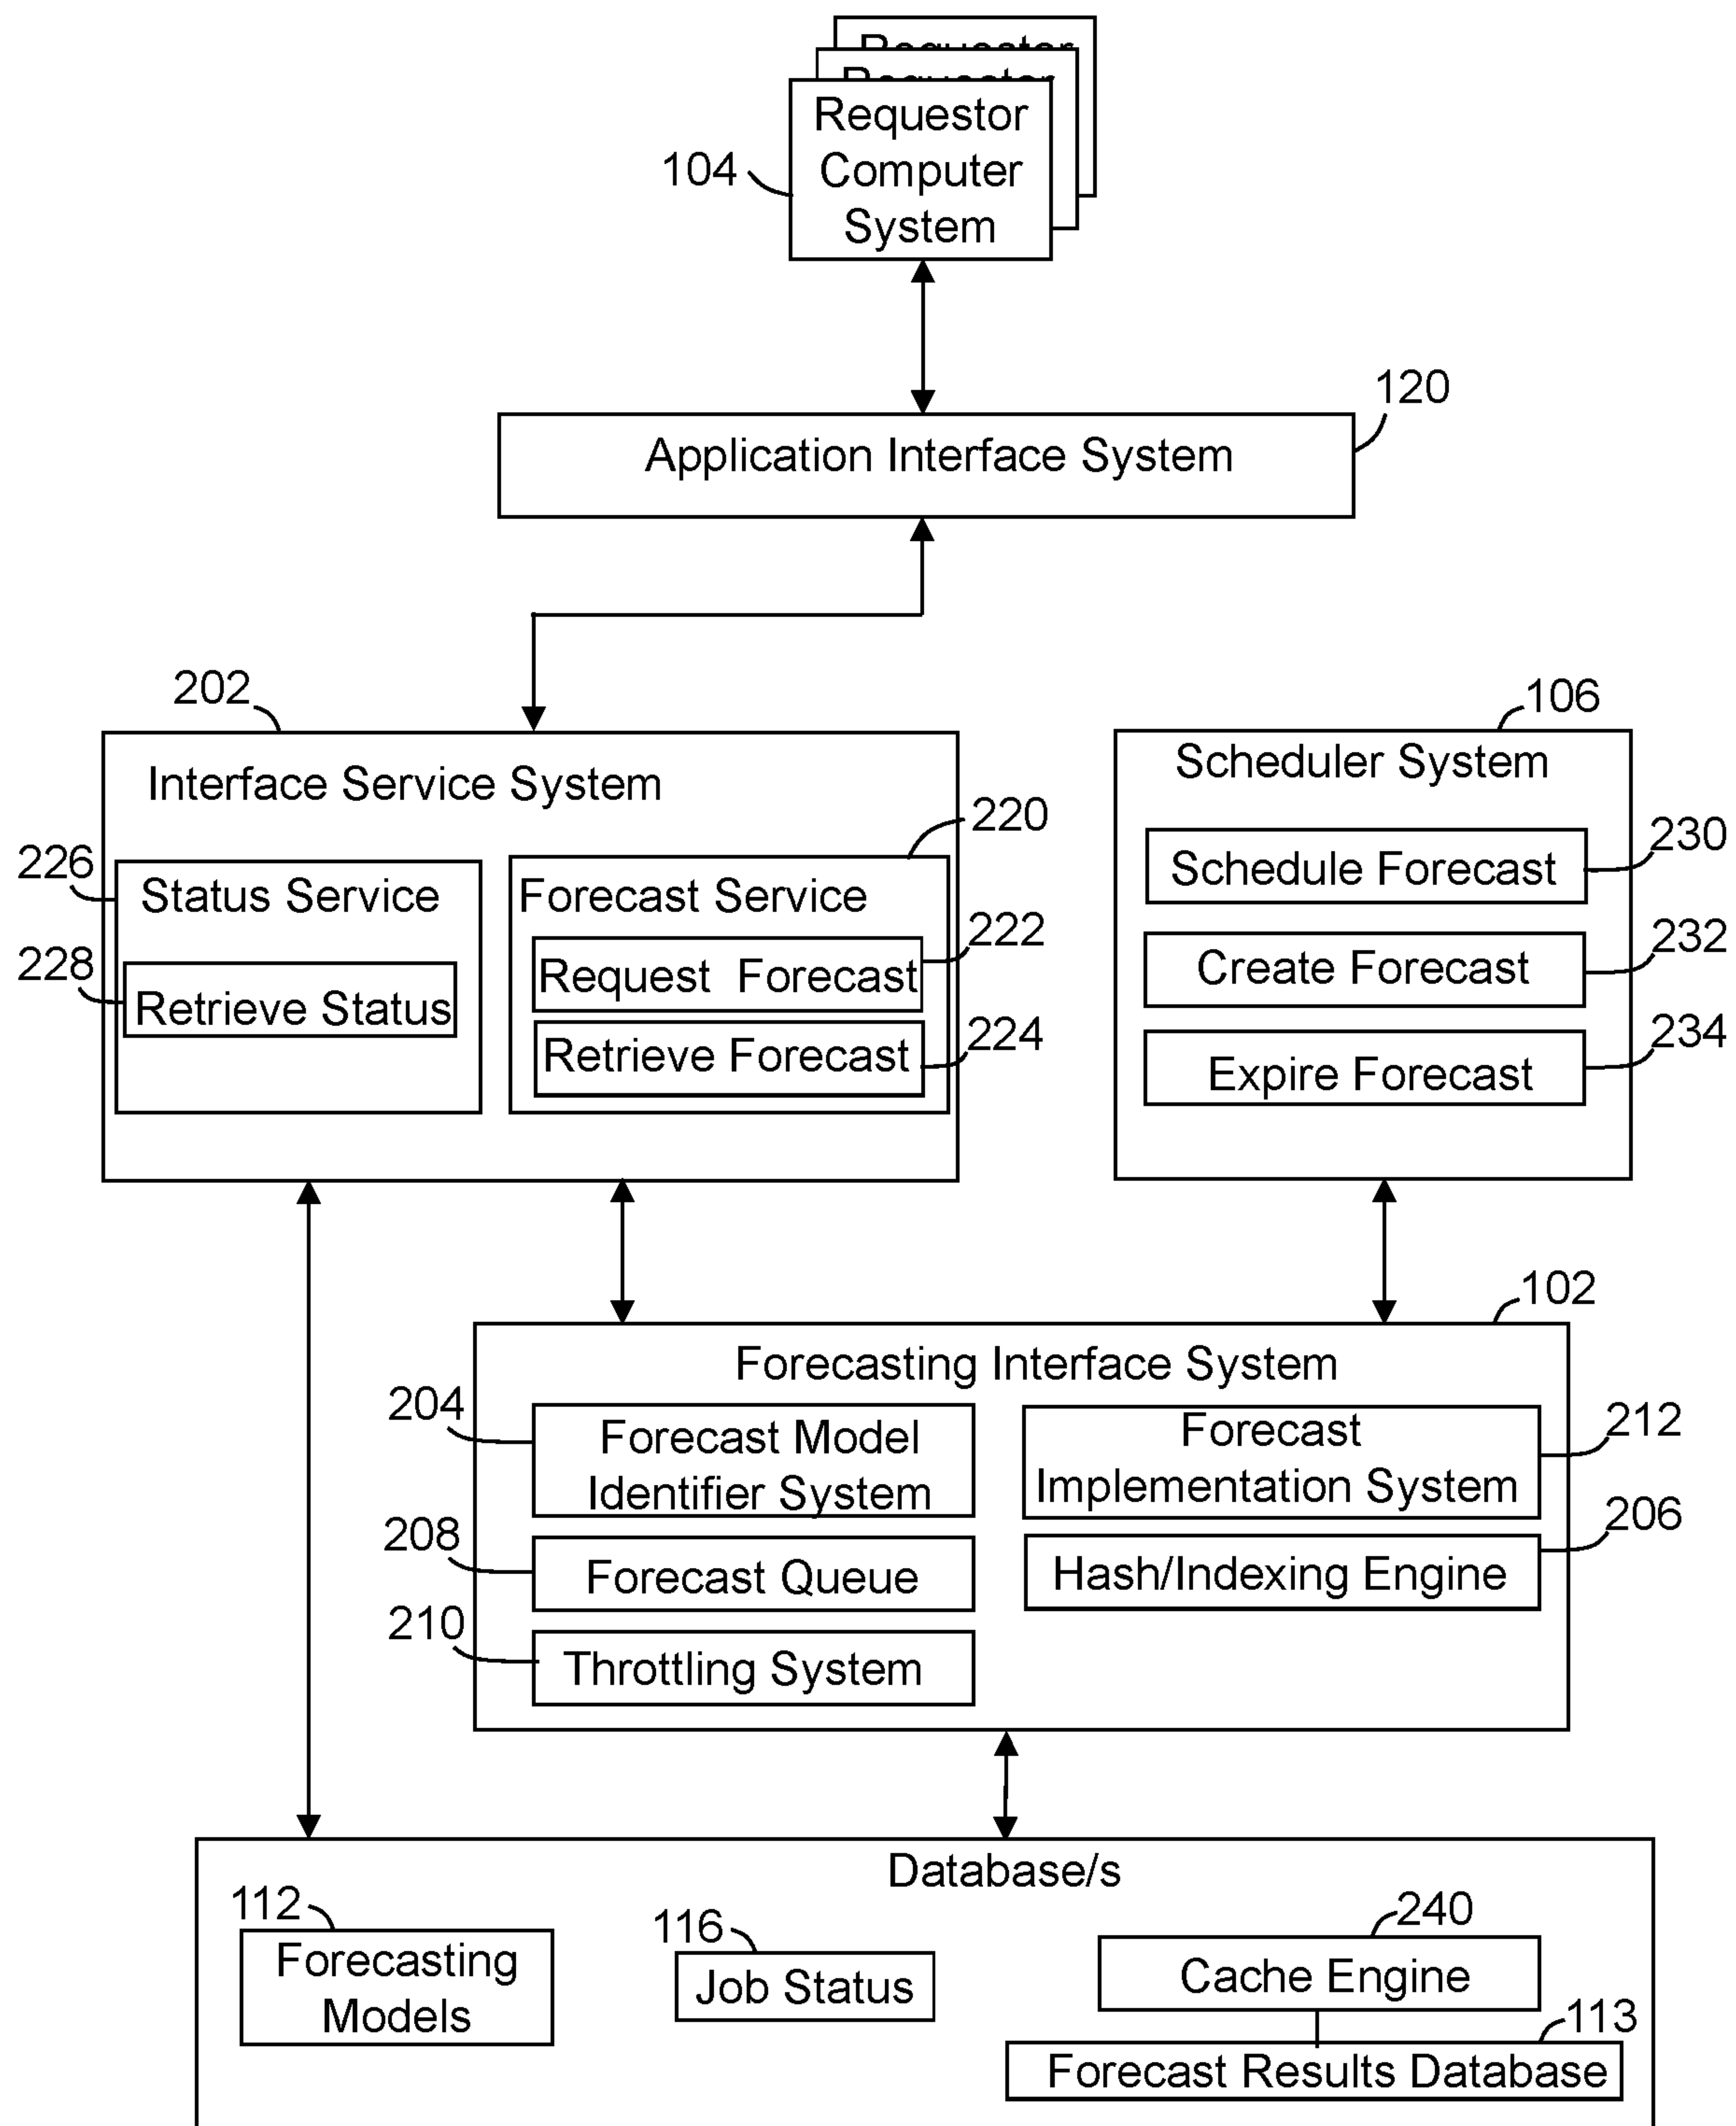 Requestor
Requestor
Requestor
Computer
System
104
120
Application Interface System
202
Interface Service System
106
Scheduler System
220
226
Status Service
Forecast Service
228
Retrieve Status
222
Request Forecast
224
Retrieve Forecast
230
Schedule Forecast
232
Create Forecast
234
Expire Forecast
102
Forecasting Interface System
204
Forecast Model
Identifier System
212
Forecast
Implementation System
208
Forecast Queue
206
Hash/Indexing Engine
210
Throttling System
Database/s
112
Forecasting
Models
116
Job Status
240
Cache Engine
113
Forecast Results Database